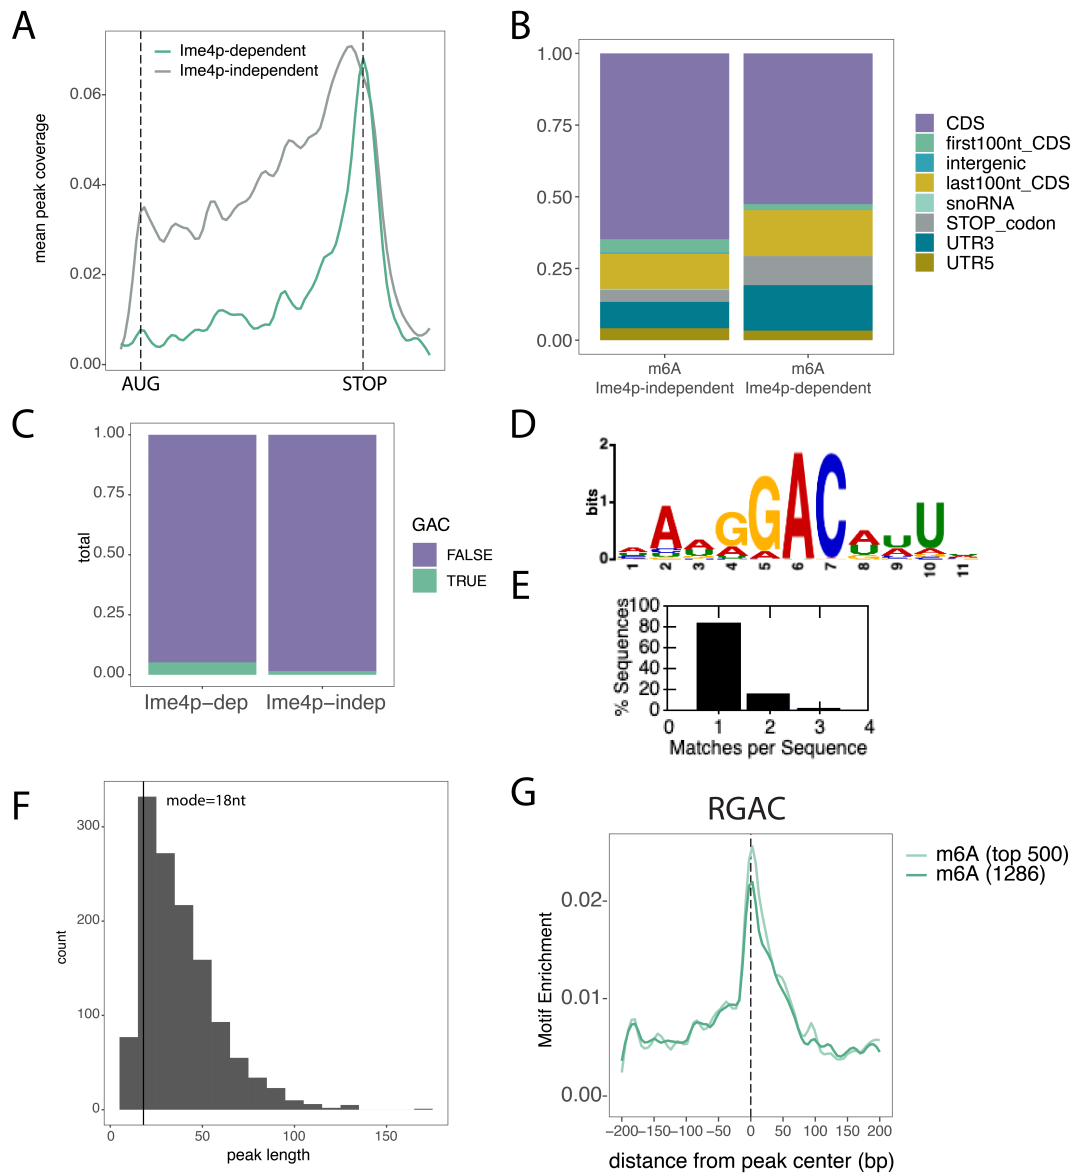 A
Ime4p-dependent
Ime4p-independent
mean peak coverage
0.06
0.04
0.02
0.00
AUG
STOP
B
1.00
0.75
0.50
0.25
0.00
m6A
Ime4p-independent
m6A
Ime4p-dependent
CDS
first100nt_CDS
intergenic
last100nt_CDS
snoRNA
STOP_codon
UTR3
UTR5
C
total
1.00
0.75
0.50
0.25
0.00
Ime4p-dep
Ime4p-indep
GAC
FALSE
TRUE
D
bits
2
1
0
AGGACU
1 2 3 4 5 6 7 8 9 10 11
E
% Sequences
100
80
60
40
20
0
0 1 2 3 4
Matches per Sequence
F
mode=18nt
count
300
200
100
0
0 50 100 150
peak length
G
RGAC
m6A (top 500)
m6A (1286)
Motif Enrichment
0.02
0.01
0.00
-200-150-100 -50 0 50 100 150 200
distance from peak center (bp)